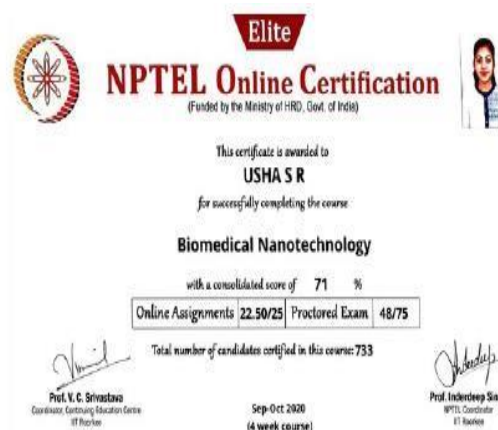 Elite
NPTEL Online Certification
(Funded by the Ministry of HRD, Govt. of India)
This certificate is awarded to
USHA S R
for successfully completing the course
Biomedical Nanotechnology
with a consolidated score of 71 %
Online Assignments 22.50/25 Proctored Exam 48/75
Total number of candidates certified in this course: 733
Prof. V. C. Srivastava
Coordinator, Continuing Education Centre
IIT Roorkee
Sep-Oct 2020
(4 week course)
Prof. Inderdeep Sin
NPTEL Coordinator
IIT Roorkee